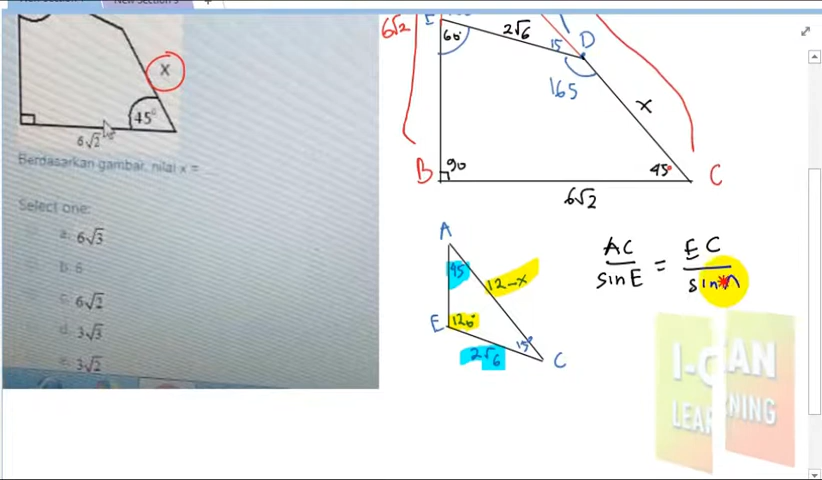 x
45°
6√2
Berdasarkan gambar, nilai x =
Select one:
a. 6√3
b. 6
c. 6√2
d. 3√3
e. 3√2
6√2
60°
2√6
15
D
165
x
B
90
45°
C
6√2
A
45
12-x
E
120°
2√6
15°
C
AC
sin E
=
EC
sin
I-CAN
LEARNING